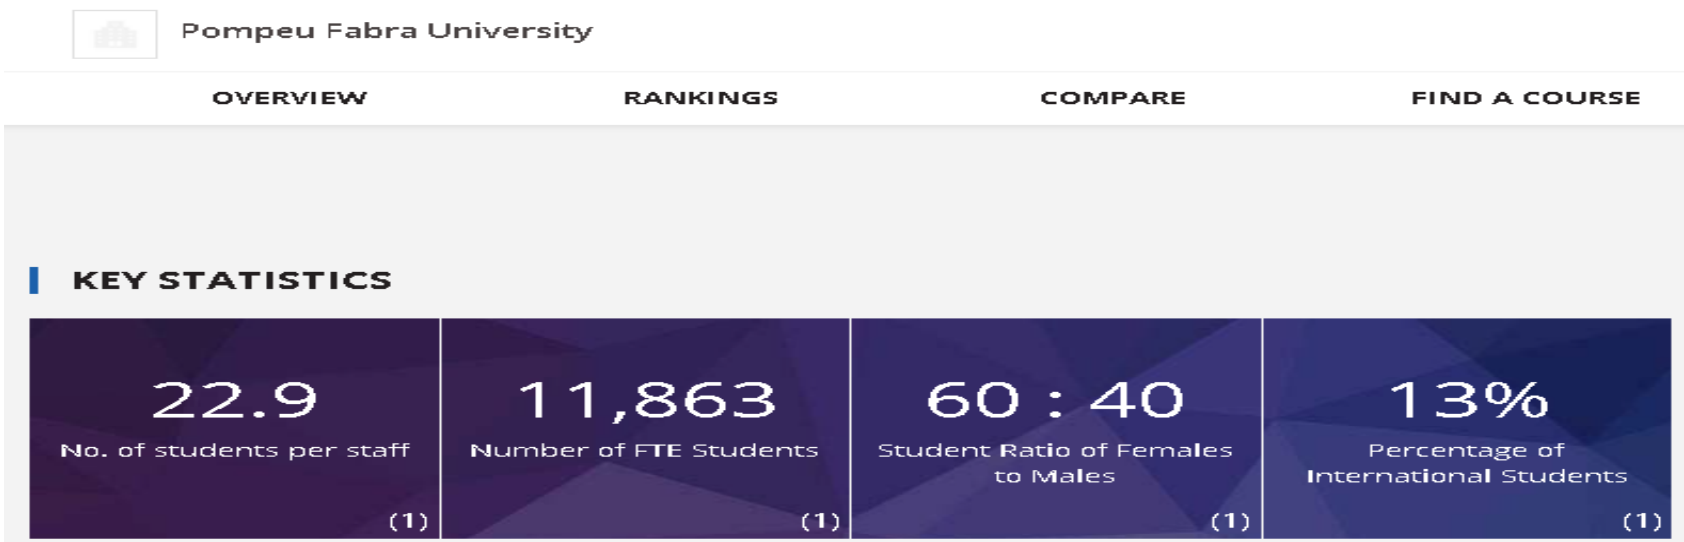 Pompeu Fabra University
OVERVIEW
RANKINGS
COMPARE
FIND A COURSE
KEY STATISTICS
22.9
No. of students per staff
(1)
11,863
Number of FTE Students
(1)
60 : 40
Student Ratio of Females
to Males
(1)
13%
Percentage of
International Students
(1)